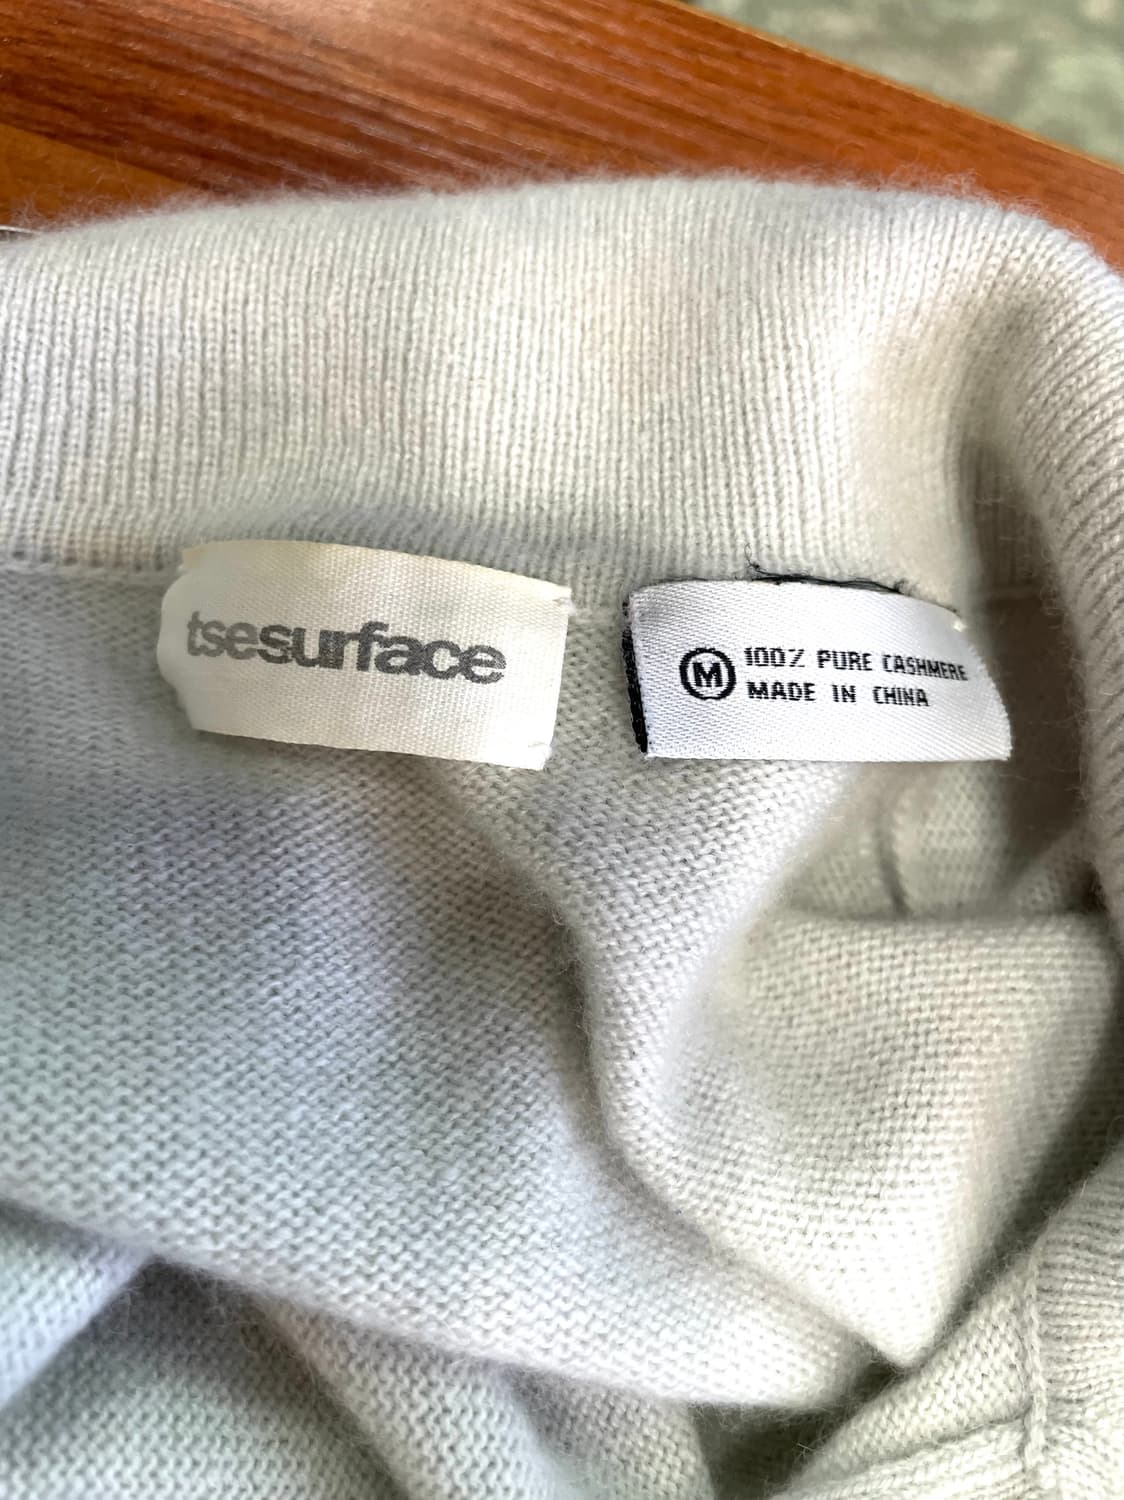 tsesurface
M 100% PURE CASHMERE
MADE IN CHINA